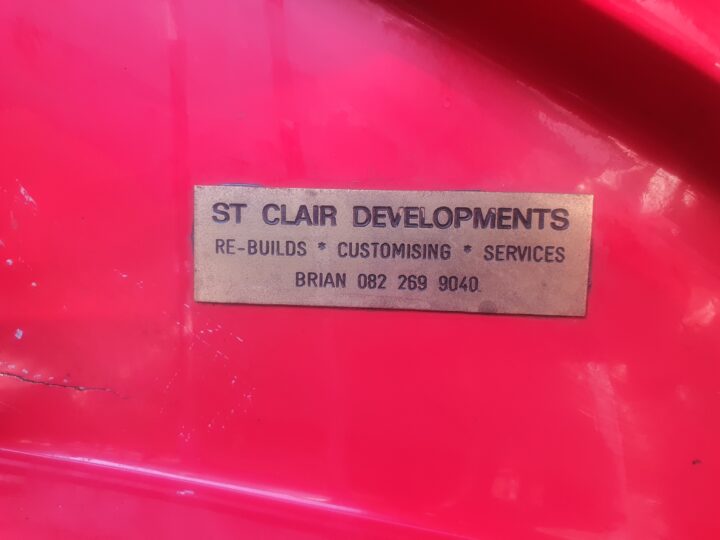 ST CLAIR DEVELOPMENTS
RE-BUILDS * CUSTOMISING * SERVICES
BRIAN 082 269 9040